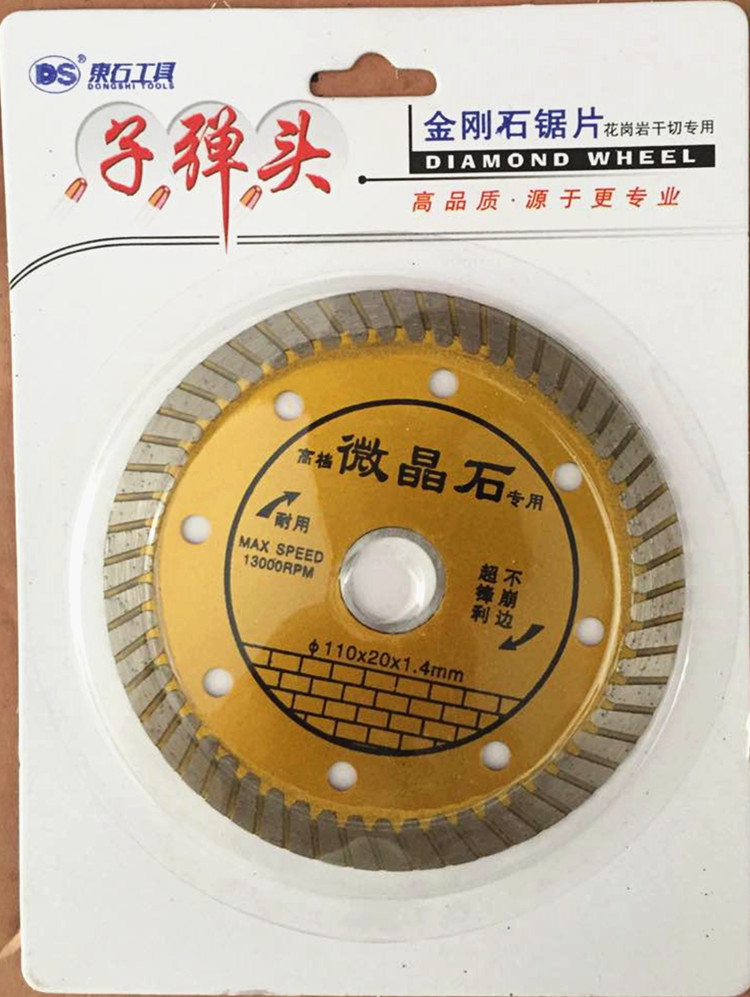 DS® 東石工具
DONGSHI TOOLS
子弹头
金刚石锯片 花岗岩干切专用
DIAMOND WHEEL
高品质·源于更专业
高档 微晶石 专用
耐用
MAX SPEED
13000RPM
超锋利
不崩边
ϕ110x20x1.4mm